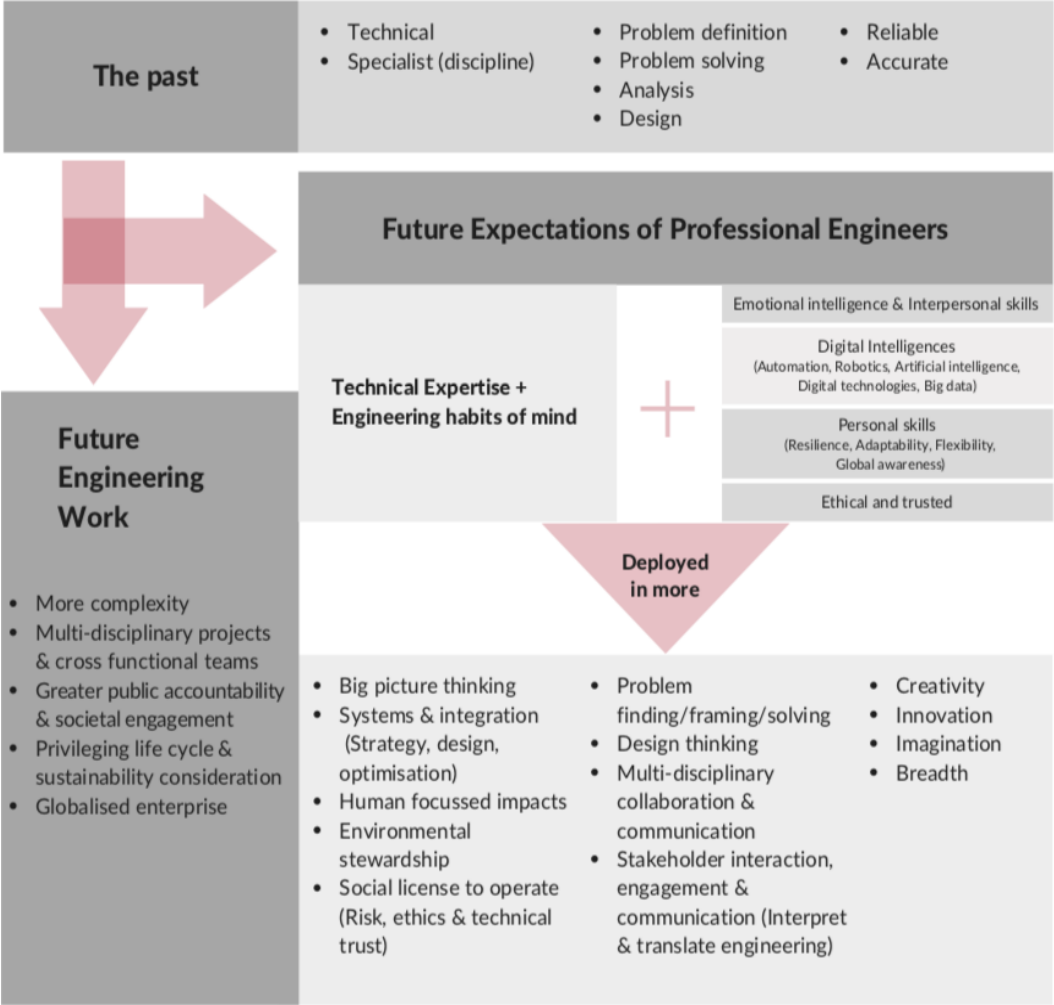 The past
• Technical
• Specialist (discipline)
• Problem definition
• Problem solving
• Analysis
• Design
• Reliable
• Accurate
Future Expectations of Professional Engineers
Technical Expertise +
Engineering habits of mind
+
Emotional intelligence & Interpersonal skills
Digital Intelligences
(Automation, Robotics, Artificial intelligence,
Digital technologies, Big data)
Personal skills
(Resilience, Adaptability, Flexibility,
Global awareness)
Ethical and trusted
Future
Engineering
Work
• More complexity
• Multi-disciplinary projects
& cross functional teams
• Greater public accountability
& societal engagement
• Privileging life cycle &
sustainability consideration
• Globalised enterprise
Deployed
in more
• Big picture thinking
• Systems & integration
(Strategy, design,
optimisation)
• Human focussed impacts
• Environmental
stewardship
• Social license to operate
(Risk, ethics & technical
trust)
• Problem
finding/framing/solving
• Design thinking
• Multi-disciplinary
collaboration &
communication
• Stakeholder interaction,
engagement &
communication (Interpret
& translate engineering)
• Creativity
• Innovation
• Imagination
• Breadth